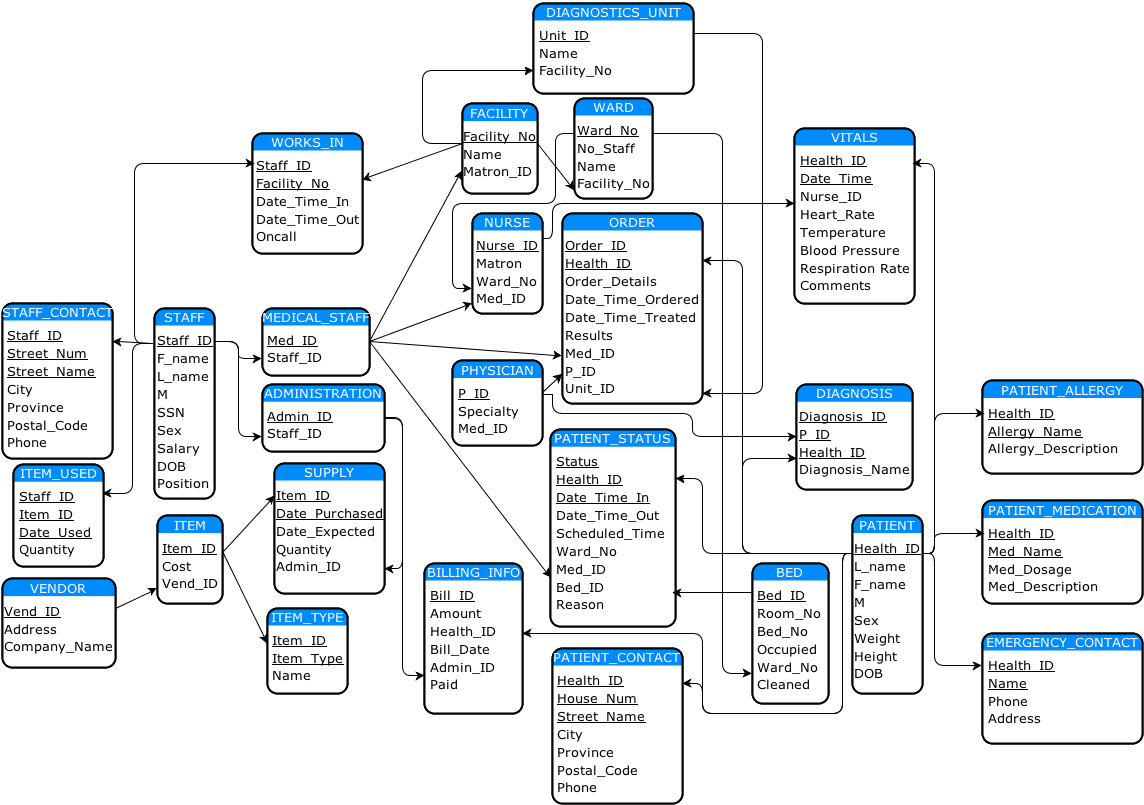 DIAGNOSTICS_UNIT
Unit_ID
Name
Facility_No
FACILITY
Facility_No
Name
Matron_ID
WARD
Ward_No
No_Staff
Name
Facility_No
WORKS_IN
Staff_ID
Facility_No
Date_Time_In
Date_Time_Out
Oncall
VITALS
Health_ID
Date_Time
Nurse_ID
Heart_Rate
Temperature
Blood Pressure
Respiration Rate
Comments
NURSE
Nurse_ID
Matron
Ward_No
Med_ID
ORDER
Order_ID
Health_ID
Order_Details
Date_Time_Ordered
Date_Time_Treated
Results
Med_ID
P_ID
Unit_ID
STAFF_CONTACT
Staff_ID
Street_Num
Street_Name
City
Province
Postal_Code
Phone
STAFF
Staff_ID
F_name
L_name
M
SSN
Sex
Salary
DOB
Position
MEDICAL_STAFF
Med_ID
Staff_ID
ADMINISTRATION
Admin_ID
Staff_ID
PHYSICIAN
P_ID
Specialty
Med_ID
DIAGNOSIS
Diagnosis_ID
P_ID
Health_ID
Diagnosis_Name
PATIENT_ALLERGY
Health_ID
Allergy_Name
Allergy_Description
ITEM_USED
Staff_ID
Item_ID
Date_Used
Quantity
SUPPLY
Item_ID
Date_Purchased
Date_Expected
Quantity
Admin_ID
PATIENT_STATUS
Status
Health_ID
Date_Time_In
Date_Time_Out
Scheduled_Time
Ward_No
Med_ID
Bed_ID
Reason
ITEM
Item_ID
Cost
Vend_ID
PATIENT
Health_ID
L_name
F_name
M
Sex
Weight
Height
DOB
PATIENT_MEDICATION
Health_ID
Med_Name
Med_Dosage
Med_Description
VENDOR
Vend_ID
Address
Company_Name
BILLING_INFO
Bill_ID
Amount
Health_ID
Bill_Date
Admin_ID
Paid
BED
Bed_ID
Room_No
Bed_No
Occupied
Ward_No
Cleaned
ITEM_TYPE
Item_ID
Item_Type
Name
PATIENT_CONTACT
Health_ID
House_Num
Street_Name
City
Province
Postal_Code
Phone
EMERGENCY_CONTACT
Health_ID
Name
Phone
Address